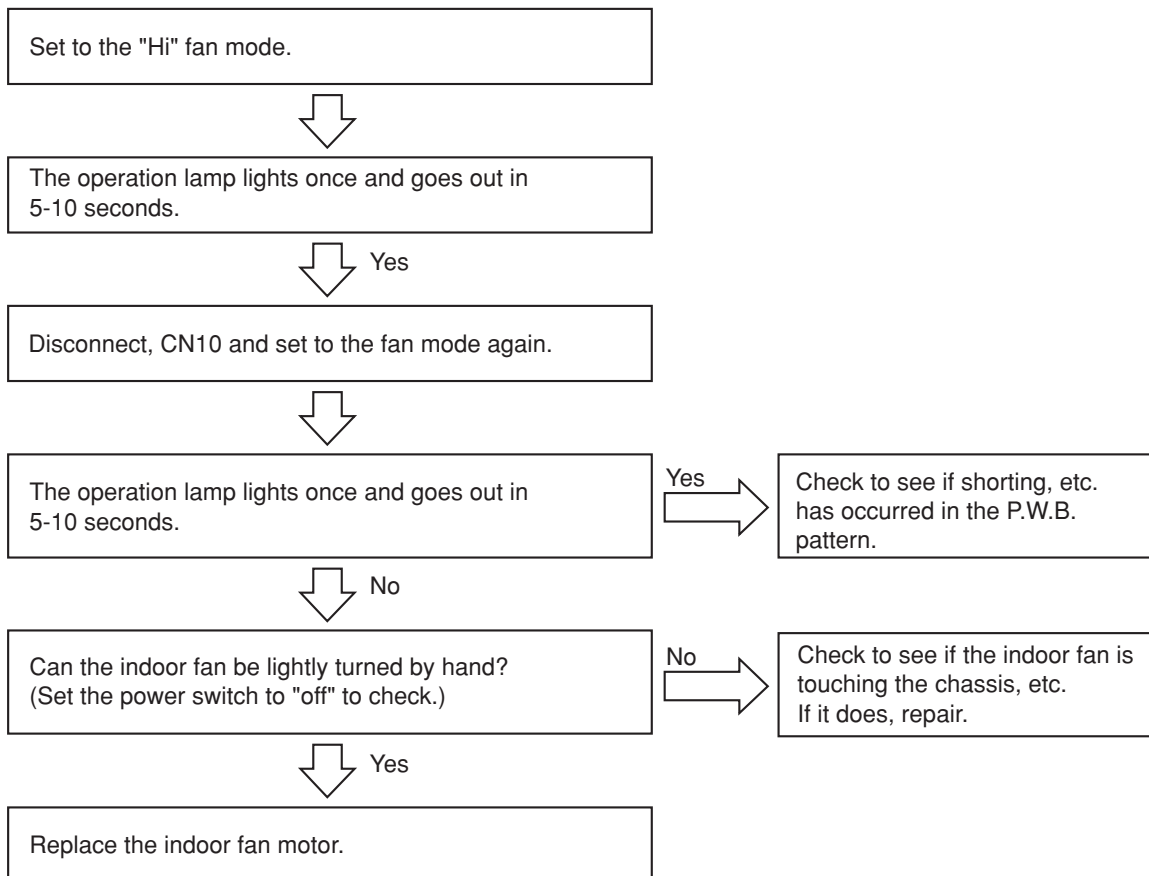 Set to the "Hi" fan mode.
The operation lamp lights once and goes out in
5-10 seconds.
Yes
Disconnect, CN10 and set to the fan mode again.
The operation lamp lights once and goes out in
5-10 seconds.
Yes
Check to see if shorting, etc.
has occurred in the P.W.B.
pattern.
No
Can the indoor fan be lightly turned by hand?
(Set the power switch to "off" to check.)
No
Check to see if the indoor fan is
touching the chassis, etc.
If it does, repair.
Yes
Replace the indoor fan motor.